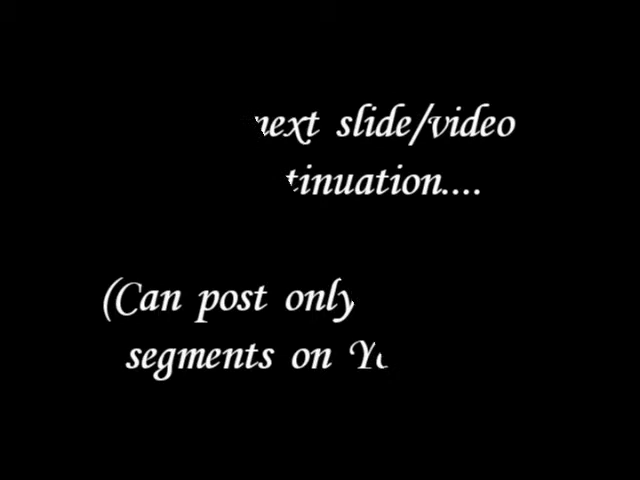 next slide/video
tinuation....
(Can post only
segments on